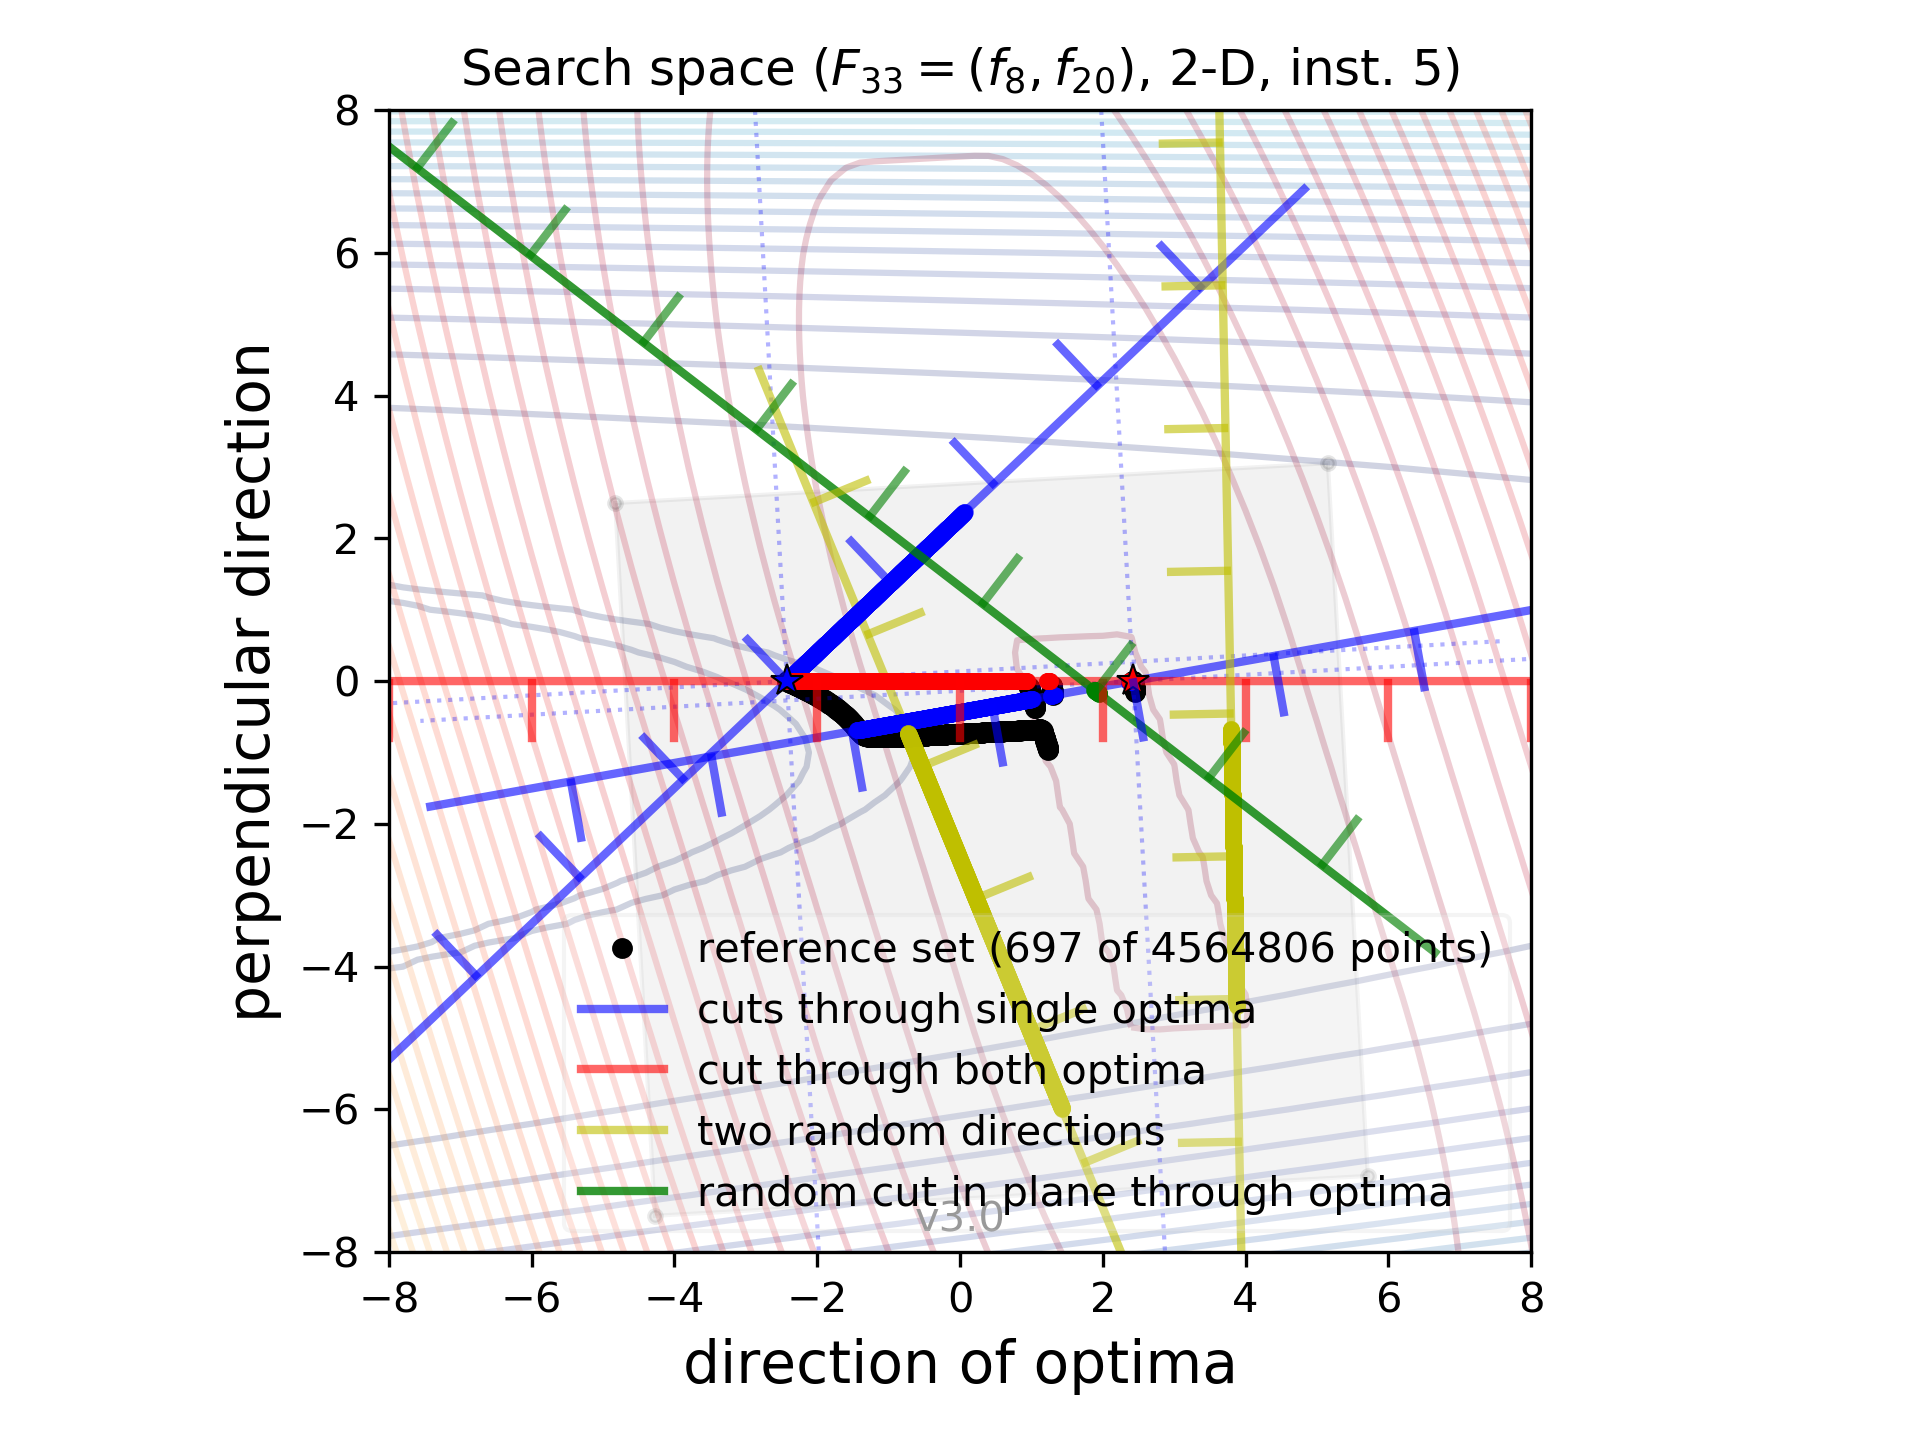 Search space (F33 = (f8, f20), 2-D, inst. 5)
8
6
4
2
0
−2
−4
−6
−8
perpendicular direction
reference set (697 of 4564806 points)
cuts through single optima
cut through both optima
two random directions
random cut in plane through optima
v3.0
−8 −6 −4 −2 0 2 4 6 8
direction of optima